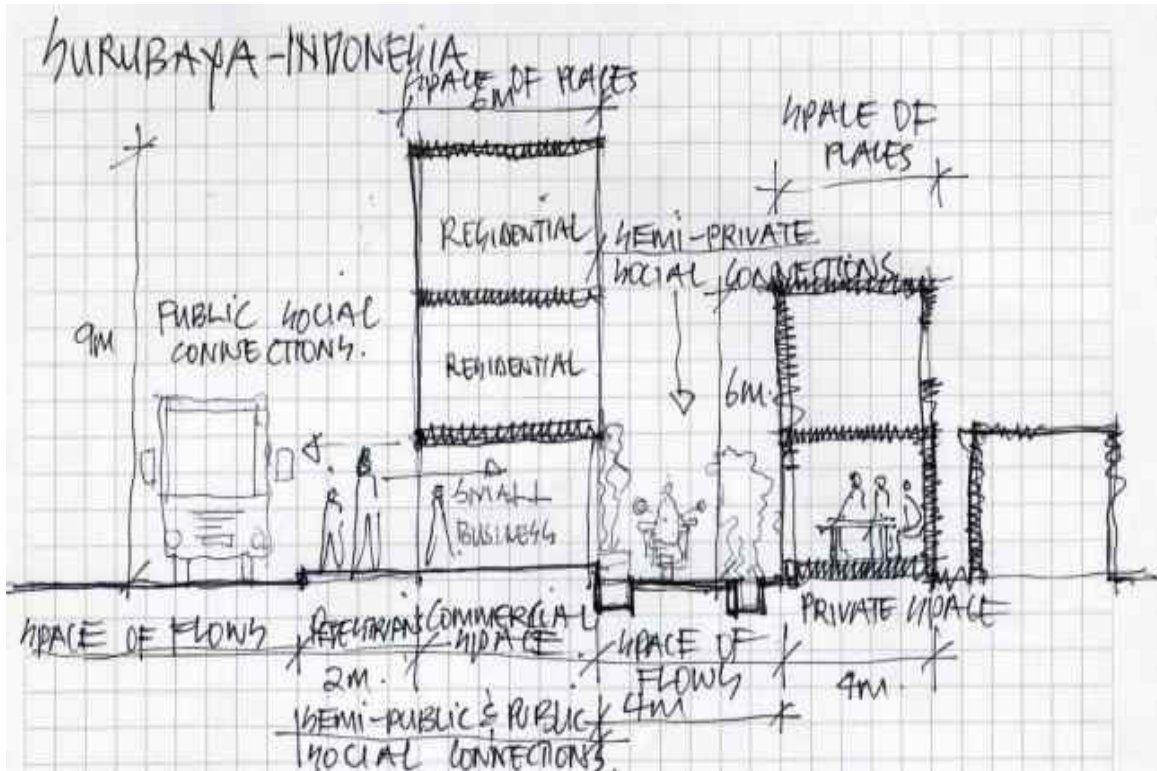 SURUBAYA-INDONESIA
SPACE OF PLACES
6M
SPACE OF
PLACES
RESIDENTIAL
SEMI-PRIVATE
SOCIAL CONNECTIONS
PUBLIC SOCIAL
CONNECTIONS.
9M
RESIDENTIAL
6M.
SMALL
BUSINESS
SPACE OF FLOWS
PEDESTRIANS
2M.
COMMERCIAL
SPACE.
SPACE OF
FLOWS
4M
PRIVATE SPACE
4M.
SEMI-PUBLIC & PUBLIC
SOCIAL CONNECTIONS.